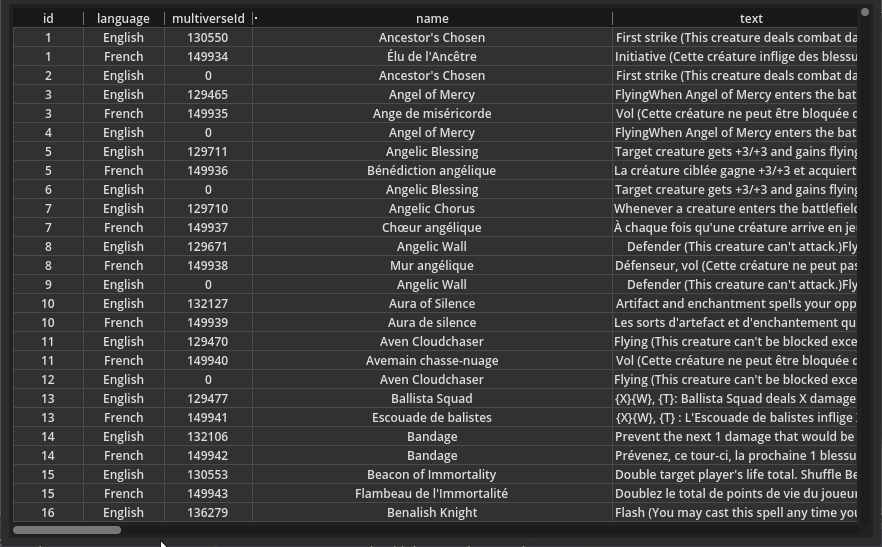 id language multiverseId name text
1 English 130550 Ancestor's Chosen First strike (This creature deals combat da
1 French 149934 Élu de l'Ancêtre Initiative (Cette créature inflige des blessu
2 English 0 Ancestor's Chosen First strike (This creature deals combat da
3 English 129465 Angel of Mercy FlyingWhen Angel of Mercy enters the bat
3 French 149935 Ange de miséricorde Vol (Cette créature ne peut être bloquée
4 English 0 Angel of Mercy FlyingWhen Angel of Mercy enters the bat
5 English 129711 Angelic Blessing Target creature gets +3/+3 and gains flying
5 French 149936 Bénédiction angélique La créature ciblée gagne +3/+3 et acquiert
6 English 0 Angelic Blessing Target creature gets +3/+3 and gains flying
7 English 129710 Angelic Chorus Whenever a creature enters the battlefield
7 French 149937 Chœur angélique À chaque fois qu'une créature arrive en je
8 English 129671 Angelic Wall Defender (This creature can't attack.)Fly
8 French 149938 Mur angélique Défenseur, vol (Cette créature ne peut pas
9 English 0 Angelic Wall Defender (This creature can't attack.)Fly
10 English 132127 Aura of Silence Artifact and enchantment spells your opp
10 French 149939 Aura de silence Les sorts d'artefact et d'enchantement qu
11 English 129470 Aven Cloudchaser Flying (This creature can't be blocked exce
11 French 149940 Avemain chasse-nuage Vol (Cette créature ne peut être bloquée
12 English 0 Aven Cloudchaser Flying (This creature can't be blocked exce
13 English 129477 Ballista Squad {X}{W}, {T}: Ballista Squad deals X damage
13 French 149941 Escouade de balistes {X}{W}, {T} : L'Escouade de balistes inflige
14 English 132106 Bandage Prevent the next 1 damage that would be
14 French 149942 Bandage Prévenez, ce tour-ci, la prochaine 1 blessu
15 English 130553 Beacon of Immortality Double target player's life total. Shuffle Be
15 French 149943 Flambeau de l'Immortalité Doublez le total de points de vie du joueu
16 English 136279 Benalish Knight Flash (You may cast this spell any time you